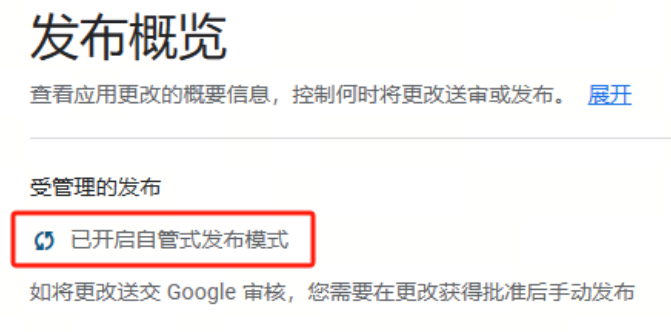 发布概览
查看应用更改的概要信息，控制何时将更改送审或发布。 展开
受管理的发布
已开启自管式发布模式
如将更改送交 Google 审核，您需要在更改获得批准后手动发布